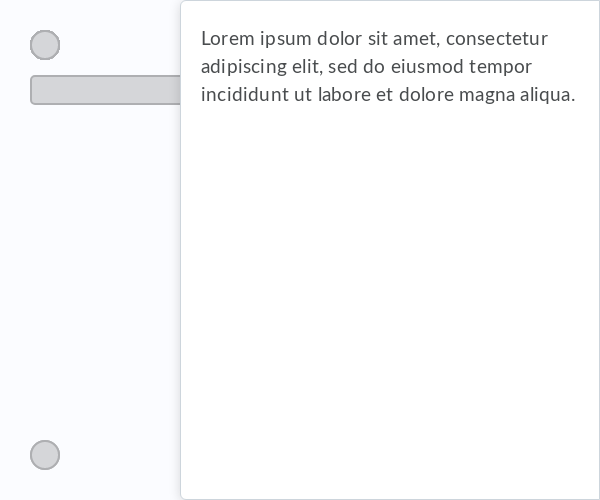 Lorem ipsum dolor sit amet, consectetur
adipiscing elit, sed do eiusmod tempor
incididunt ut labore et dolore magna aliqua.